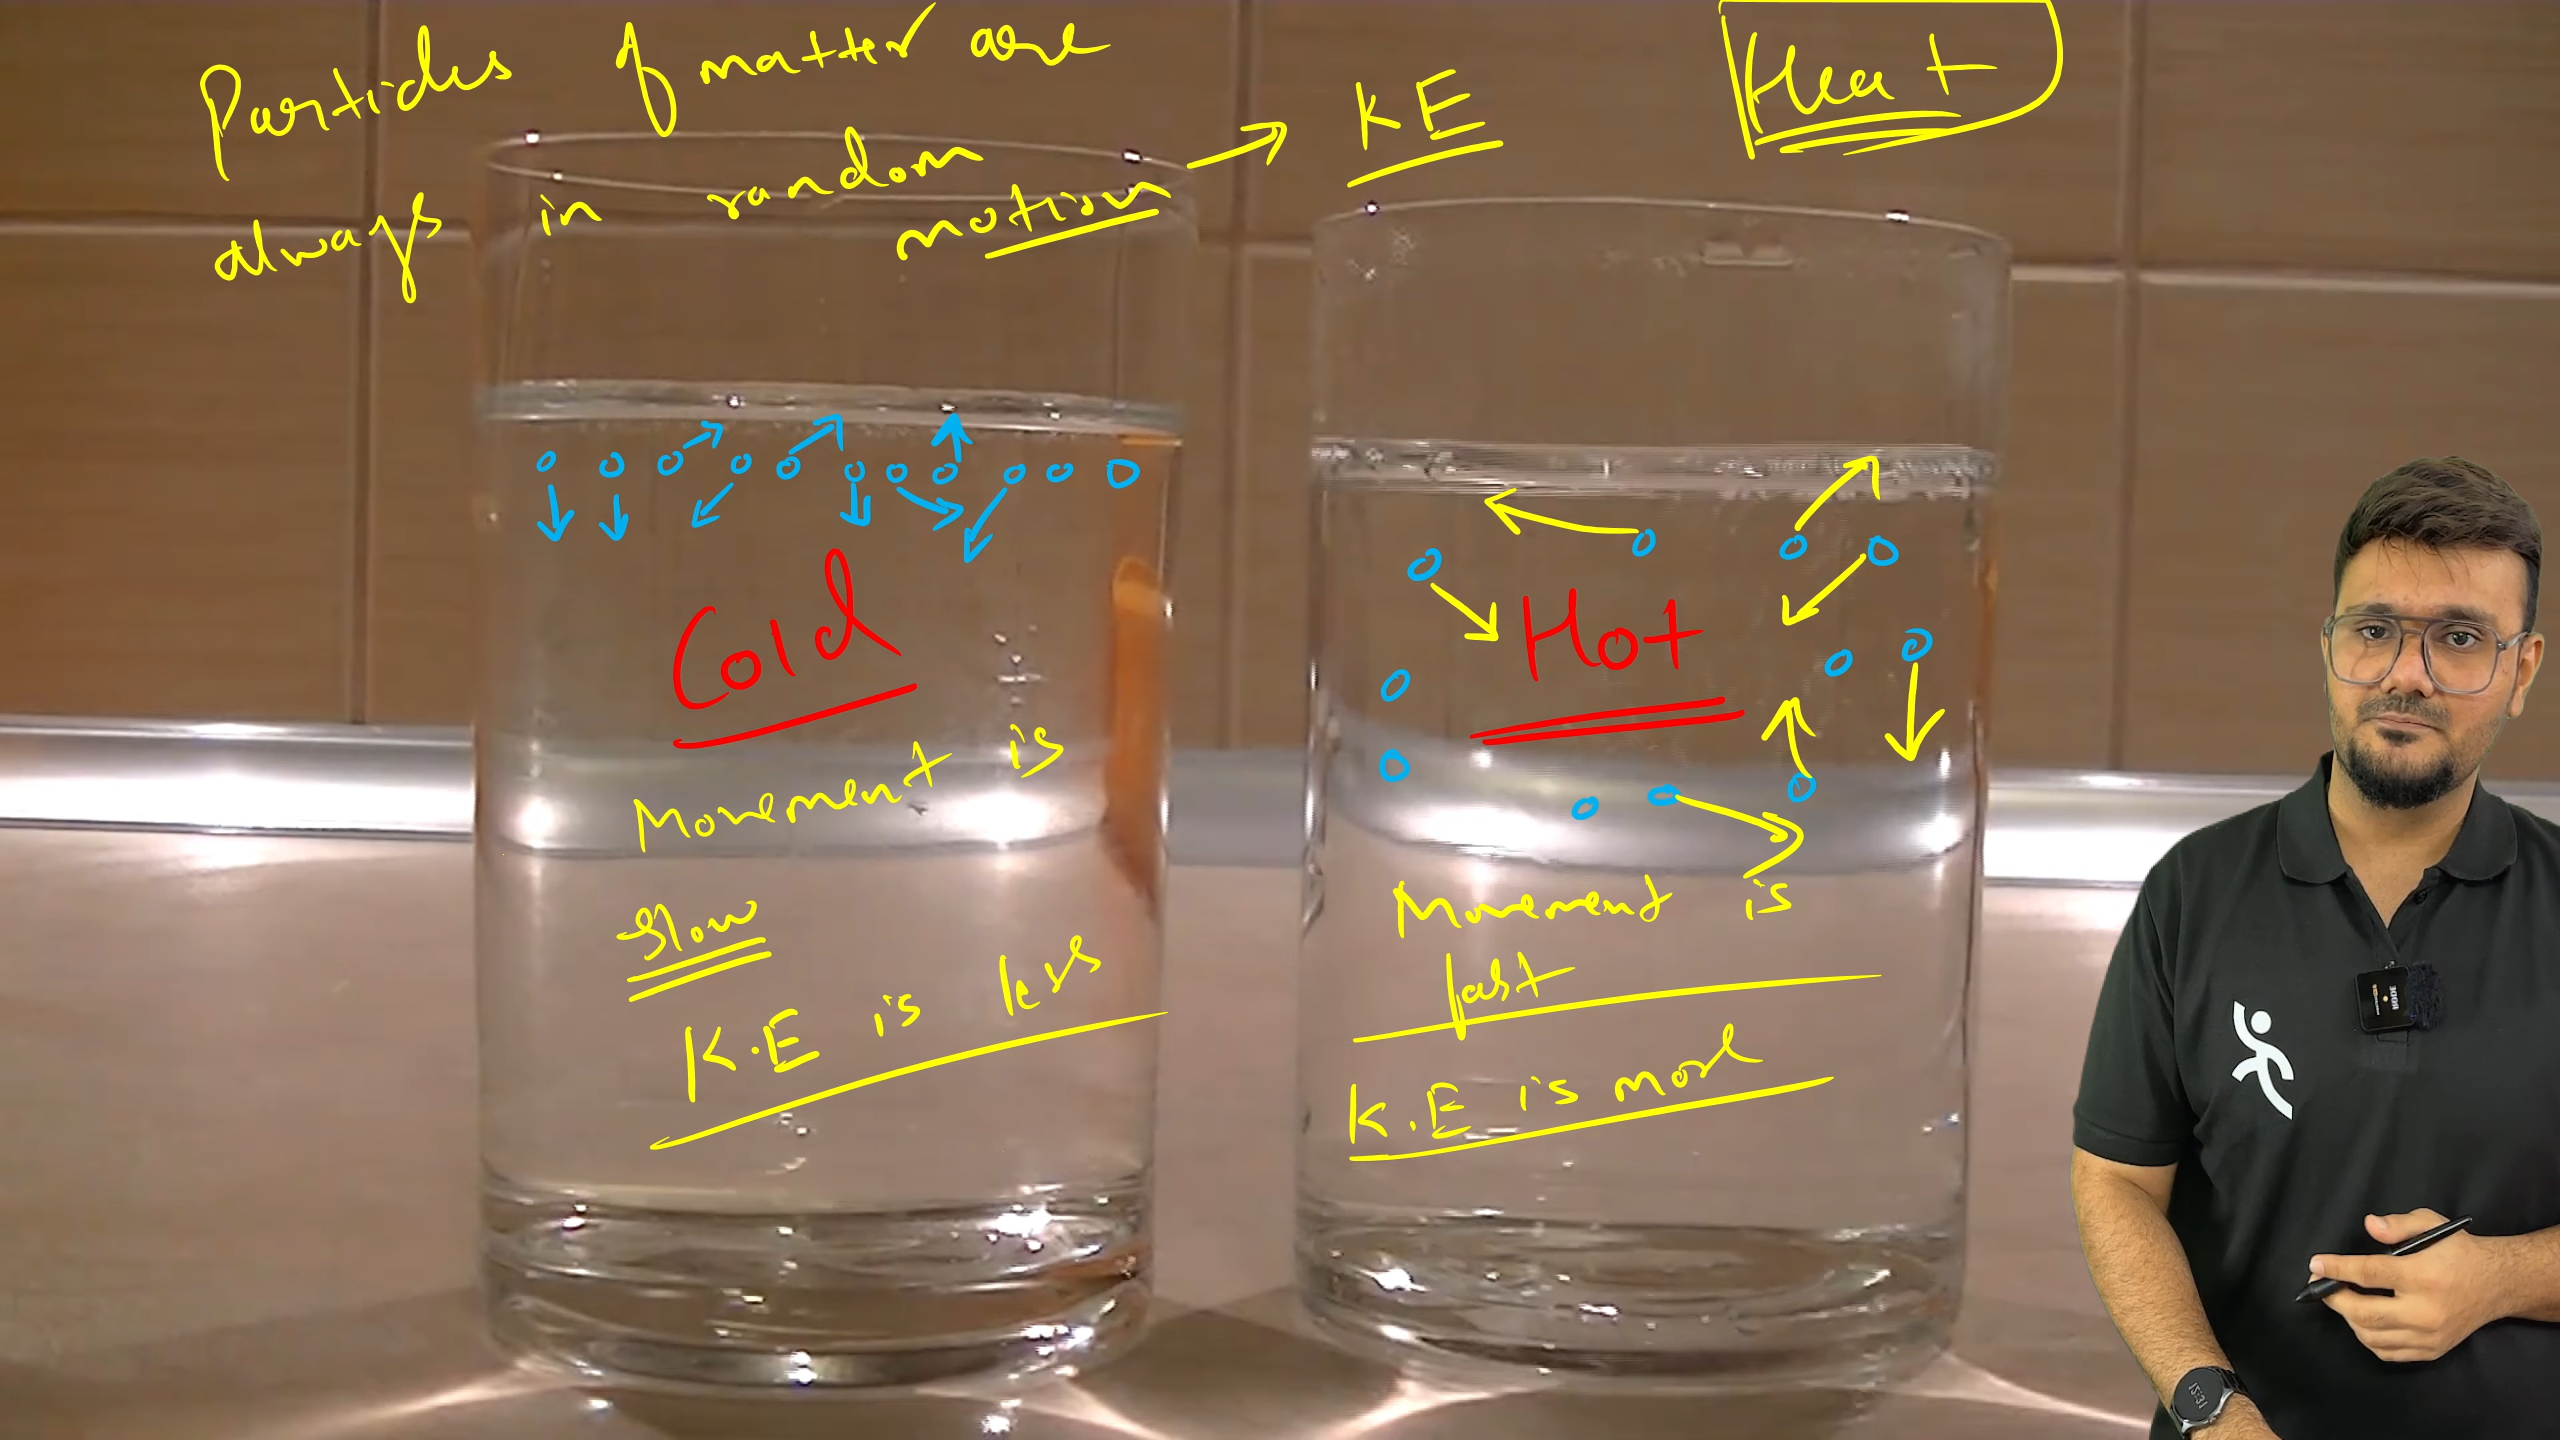 Particles of matter are
always in random
motion → KE
Heat
Cold
Movement is
slow
K.E is less
Hot
Movement is
fast
K.E is more
RODE